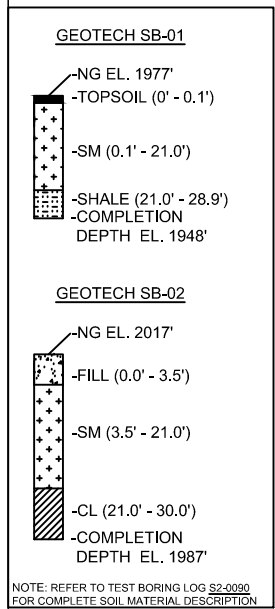 GEOTECH SB-01
-NG EL. 1977'
-TOPSOIL (0' - 0.1')
-SM (0.1' - 21.0')
-SHALE (21.0' - 28.9')
-COMPLETION
DEPTH EL. 1948'
GEOTECH SB-02
-NG EL. 2017'
-FILL (0.0' - 3.5')
-SM (3.5' - 21.0')
-CL (21.0' - 30.0')
-COMPLETION
DEPTH EL. 1987'
NOTE: REFER TO TEST BORING LOG S2-0090
FOR COMPLETE SOIL MATERIAL DESCRIPTION